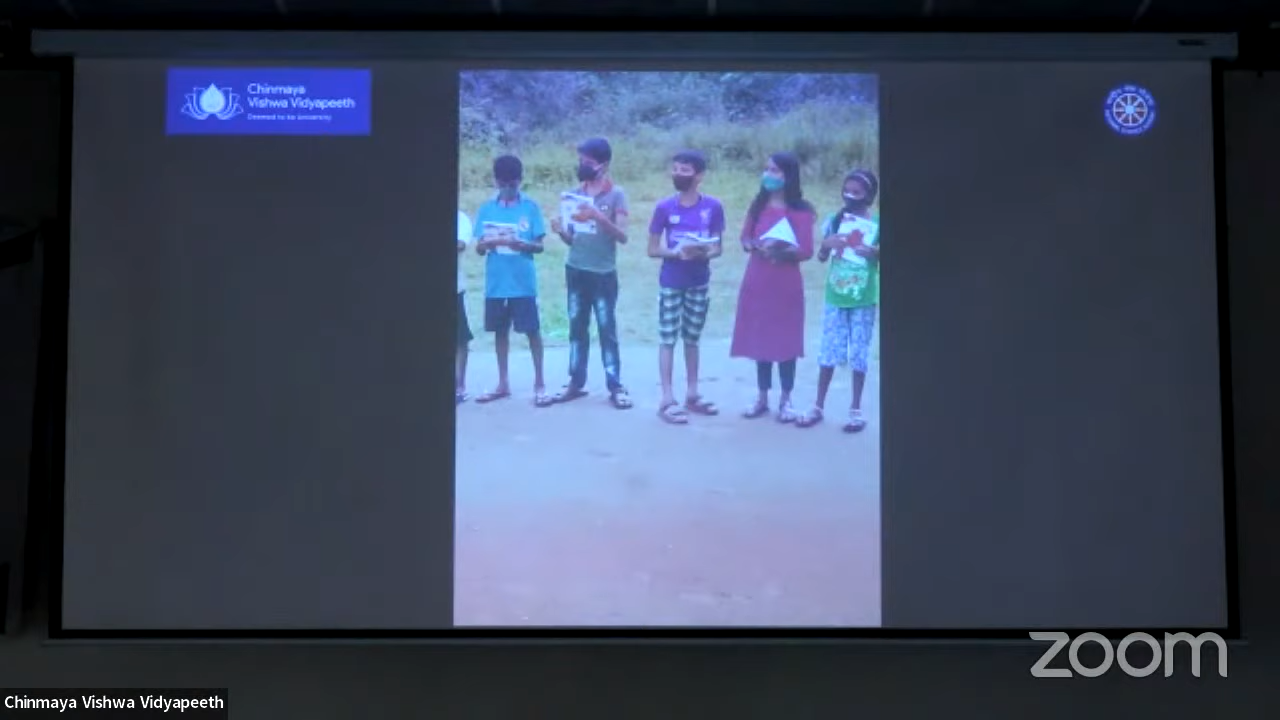 Chinmaya
Vishwa Vidyapeeth
Deemed to be University
zoom
Chinmaya Vishwa Vidyapeeth